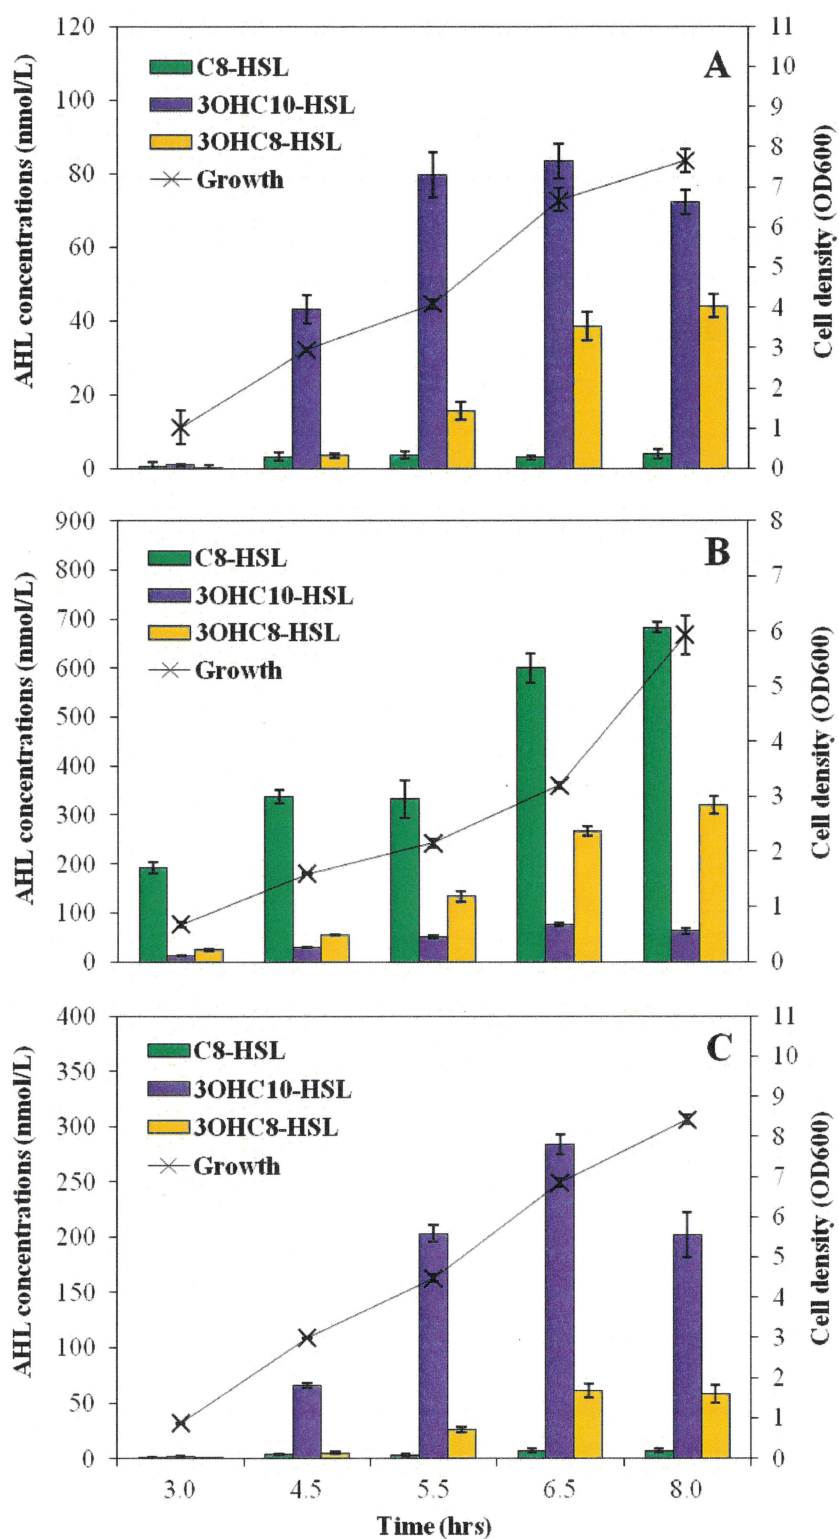 120
100
80
60
40
20
0
AHL concentrations (nmol/L)
C8-HSL
3OHC10-HSL
3OHC8-HSL
Growth
A
11
10
9
8
7
6
5
4
3
2
1
0
Cell density (OD600)
900
800
700
600
500
400
300
200
100
0
AHL concentrations (nmol/L)
C8-HSL
3OHC10-HSL
3OHC8-HSL
Growth
B
8
7
6
5
4
3
2
1
0
Cell density (OD600)
400
350
300
250
200
150
100
50
0
AHL concentrations (nmol/L)
C8-HSL
3OHC10-HSL
3OHC8-HSL
Growth
C
11
10
9
8
7
6
5
4
3
2
1
0
Cell density (OD600)
3.0 4.5 5.5 6.5 8.0
Time (hrs)